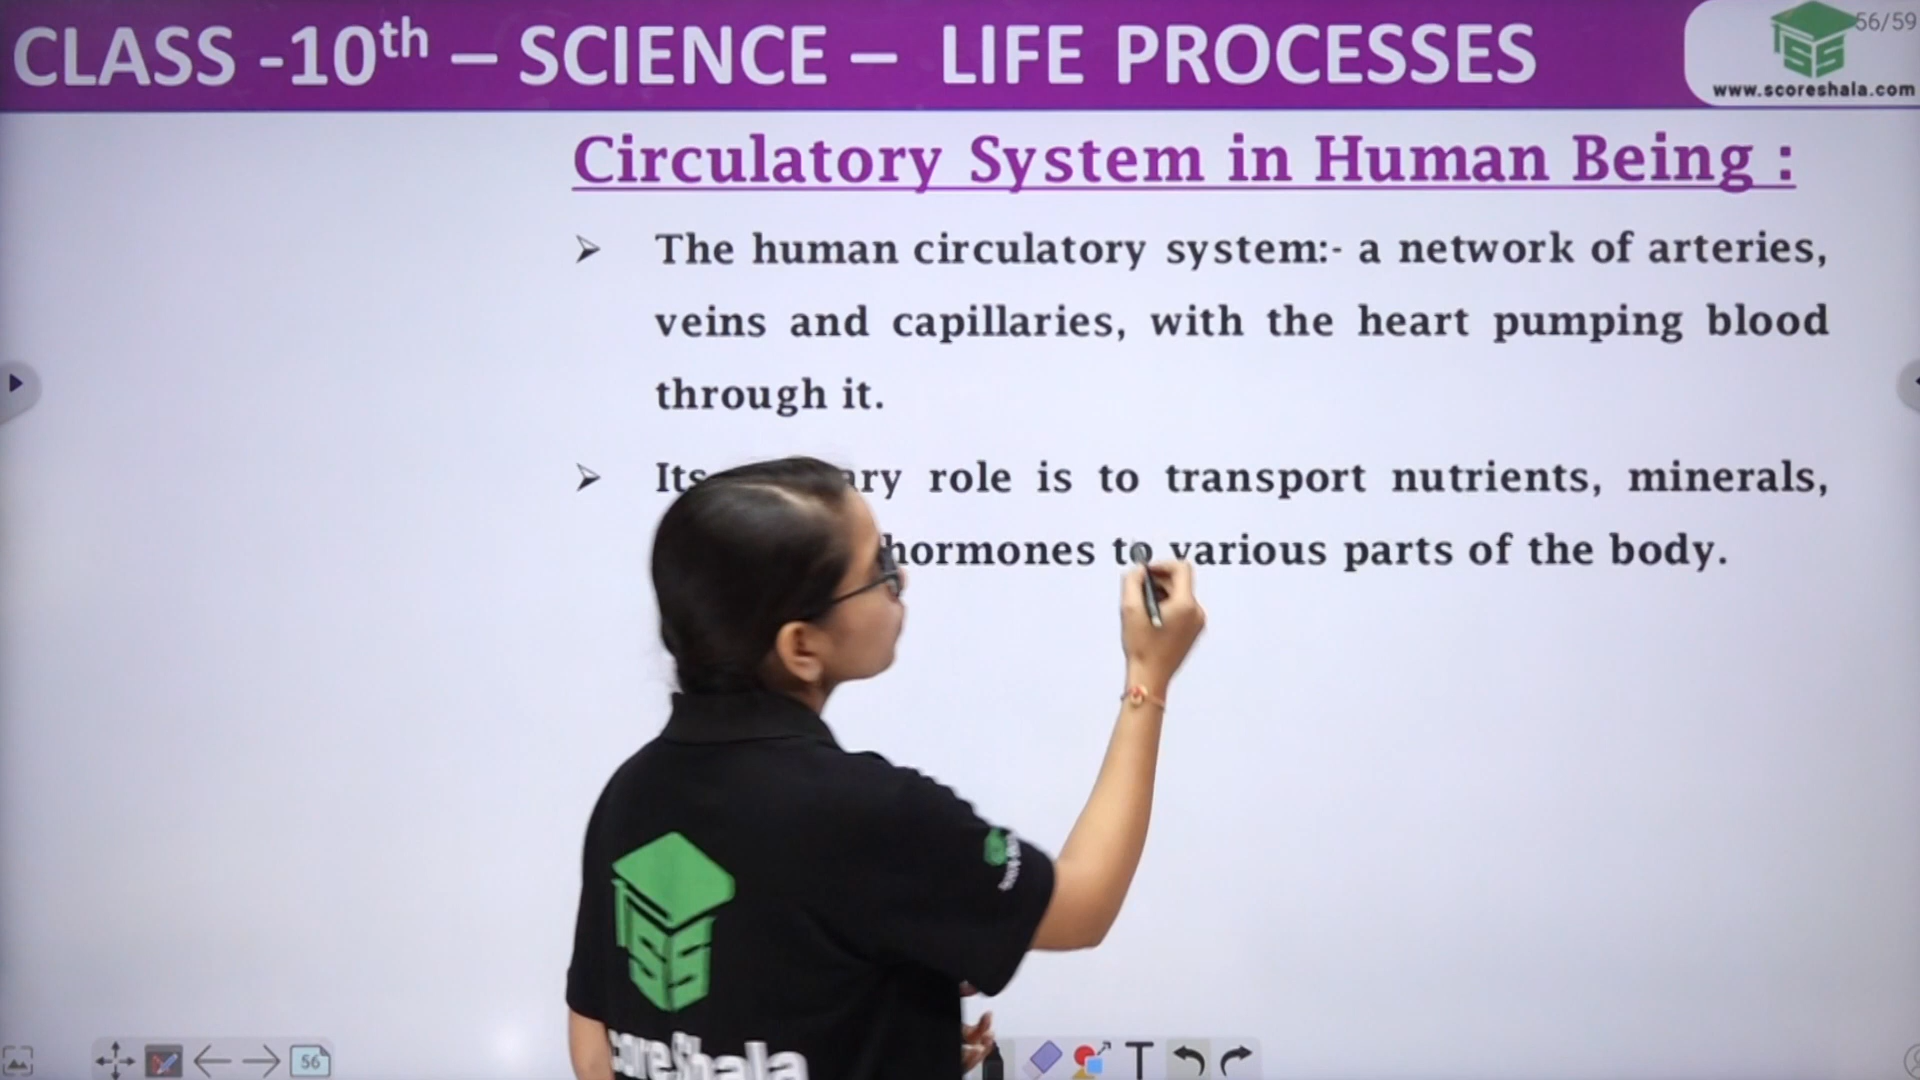 CLASS -10th – SCIENCE – LIFE PROCESSES
56/59
www.scoreshala.com
Circulatory System in Human Being :
➢ The human circulatory system:- a network of arteries,
veins and capillaries, with the heart pumping blood
through it.
➢ Its role is to transport nutrients, minerals,
hormones to various parts of the body.
SS
56
T